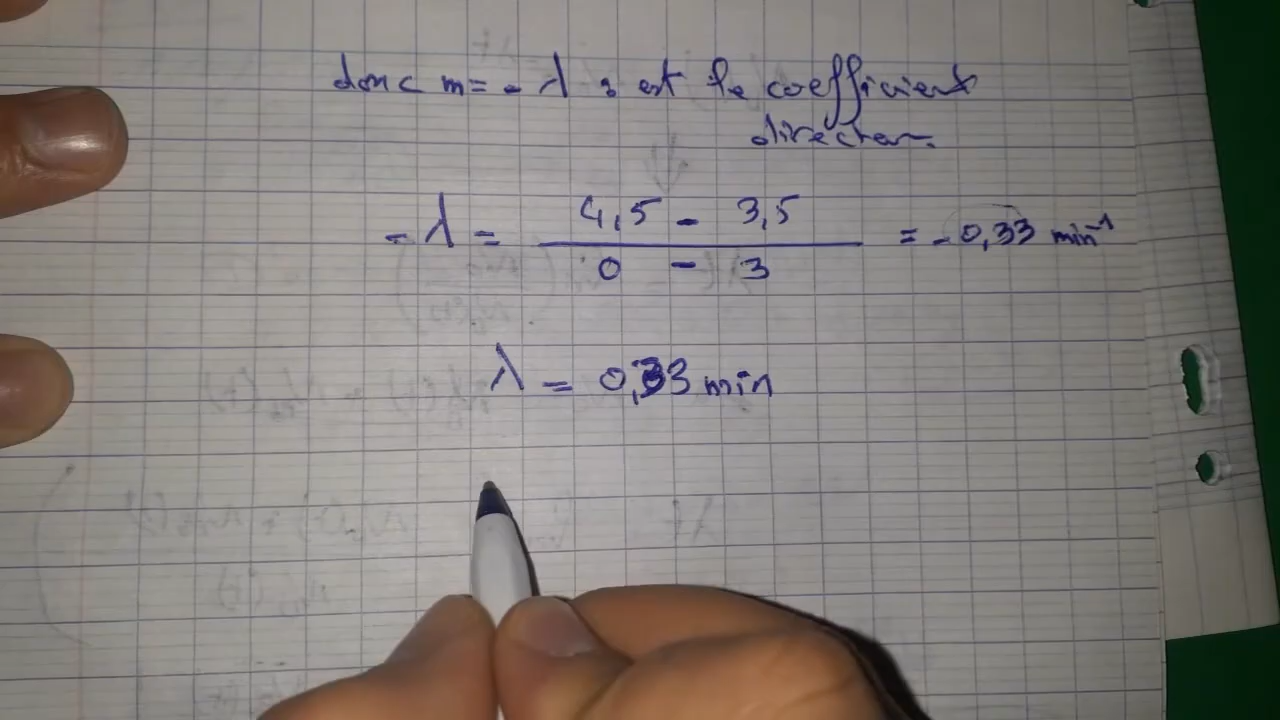 donc m = - λ : est le coefficient
directeur.
- λ = 4,5 - 3,5 / 0 - 3 = - 0,33 min⁻¹
λ = 0,33 min